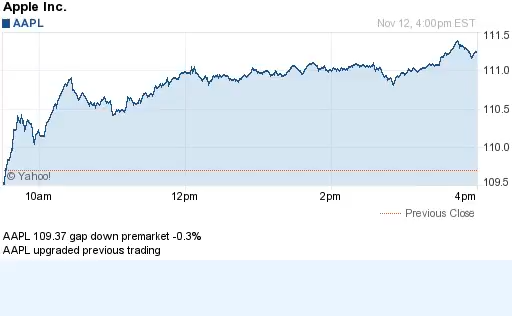 Apple Inc.
AAPL Nov 12, 4:00pm EST
111.5
111.0
110.5
110.0
109.5
© Yahoo!
10am 12pm 2pm 4pm
Previous Close
AAPL 109.37 gap down premarket -0.3%
AAPL upgraded previous trading